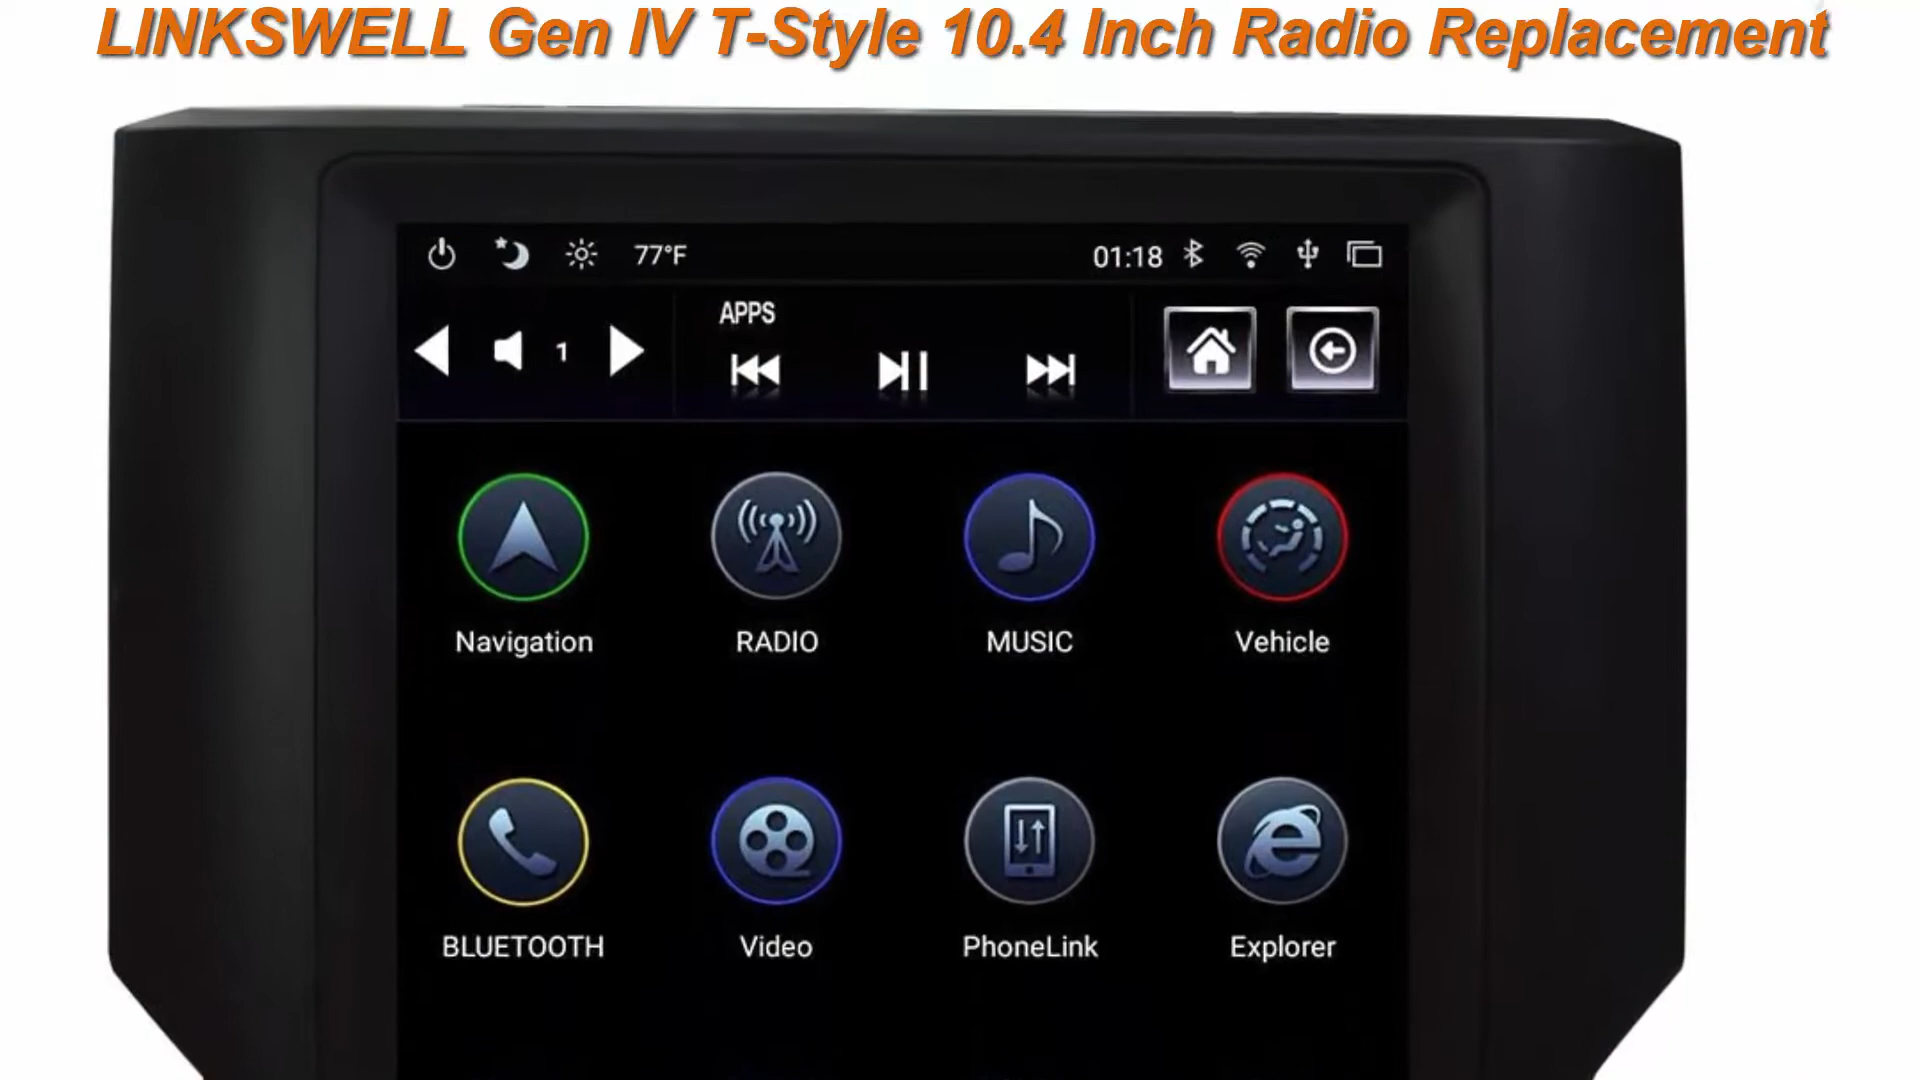 LINKSWELL Gen IV T-Style 10.4 Inch Radio Replacement
77°F 01:18
APPS
1
Navigation RADIO MUSIC Vehicle
BLUETOOTH Video PhoneLink Explorer